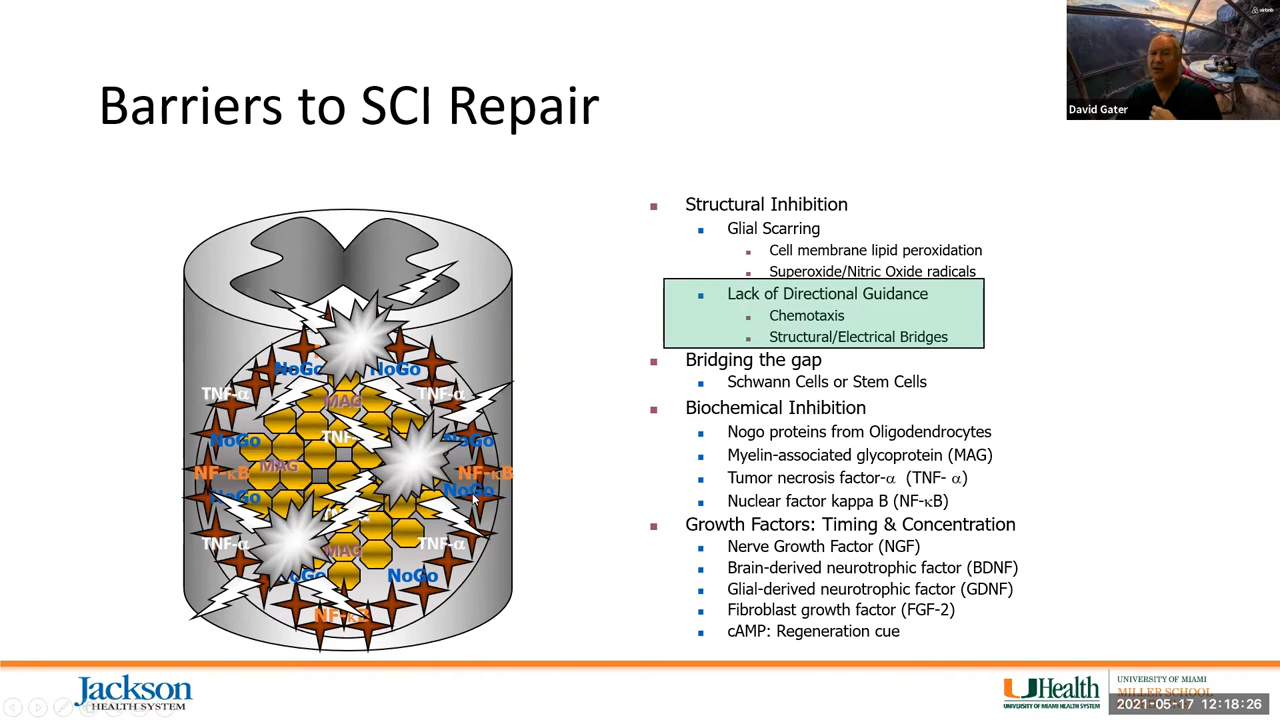 airbnb
David Gater
Barriers to SCI Repair
Structural Inhibition
Glial Scarring
Cell membrane lipid peroxidation
Superoxide/Nitric Oxide radicals
Lack of Directional Guidance
Chemotaxis
Structural/Electrical Bridges
Bridging the gap
Schwann Cells or Stem Cells
Biochemical Inhibition
Nogo proteins from Oligodendrocytes
Myelin-associated glycoprotein (MAG)
Tumor necrosis factor-α (TNF- α)
Nuclear factor kappa B (NF-κB)
Growth Factors: Timing & Concentration
Nerve Growth Factor (NGF)
Brain-derived neurotrophic factor (BDNF)
Glial-derived neurotrophic factor (GDNF)
Fibroblast growth factor (FGF-2)
cAMP: Regeneration cue
NoGo NoGo
TNF-α MAG TNF-α
NoGo TNF- NoGo
NF-κB MAG NF-κB
NoGo NoGo
TNF-α MAG TNF-α
NoGo NoGo
NF-κB
Jackson
HEALTH SYSTEM
UHealth
UNIVERSITY OF MIAMI HEALTH SYSTEM
UNIVERSITY OF MIAMI
MILLER SCHOOL
2021-05-17 12:18:26